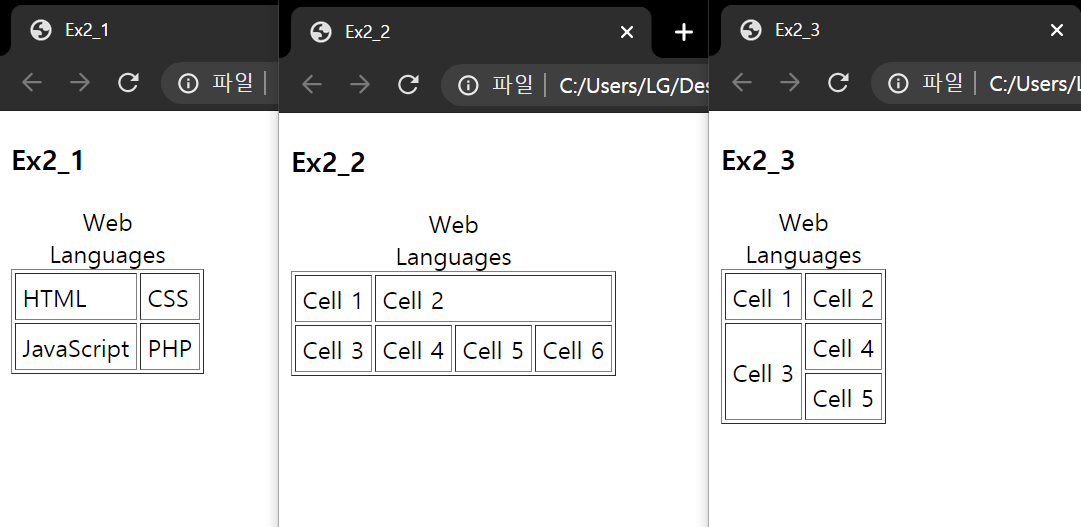 Ex2_1
파일
Ex2_1
Web
Languages
HTML CSS
JavaScript PHP
Ex2_2
파일 C:/Users/LG/Des
Ex2_2
Web
Languages
Cell 1 Cell 2
Cell 3 Cell 4 Cell 5 Cell 6
Ex2_3
파일 C:/Users/L
Ex2_3
Web
Languages
Cell 1 Cell 2
Cell 3 Cell 4
Cell 5